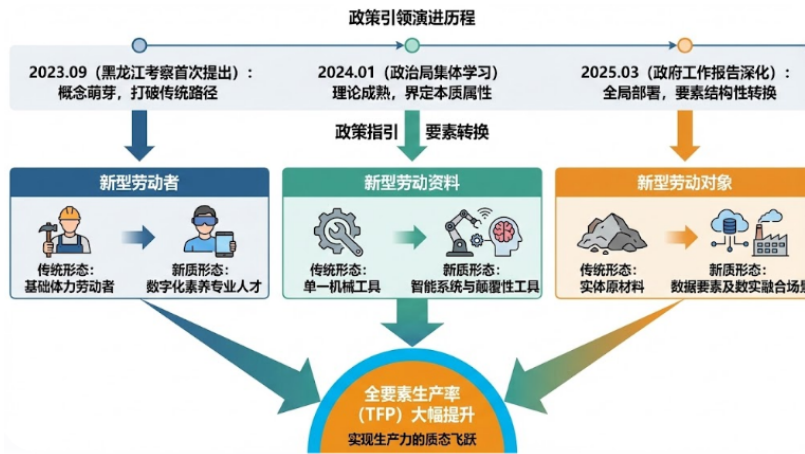 政策引领演进历程
2023.09（黑龙江考察首次提出）：
概念萌芽，打破传统路径
2024.01（政治局集体学习）
理论成熟，界定本质属性
2025.03（政府工作报告深化）：
全局部署，要素结构性转换
政策指引
要素转换
新型劳动者
传统形态：
基础体力劳动者
新质形态：
数字化素养专业人才
新型劳动资料
传统形态：
单一机械工具
新质形态：
智能系统与颠覆性工具
新型劳动对象
传统形态：
实体原材料
新质形态：
数据要素及数实融合场景
全要素生产率
（TFP）大幅提升
实现生产力的质态飞跃